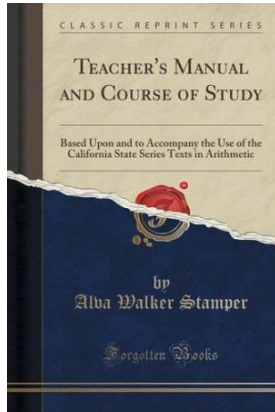 CLASSIC REPRINT SERIES
TEACHER'S MANUAL
AND COURSE OF STUDY
Based Upon and to Accompany the Use of the
California State Series Texts in Arithmetic
by
Alva Walker Stamper
Forgotten Books